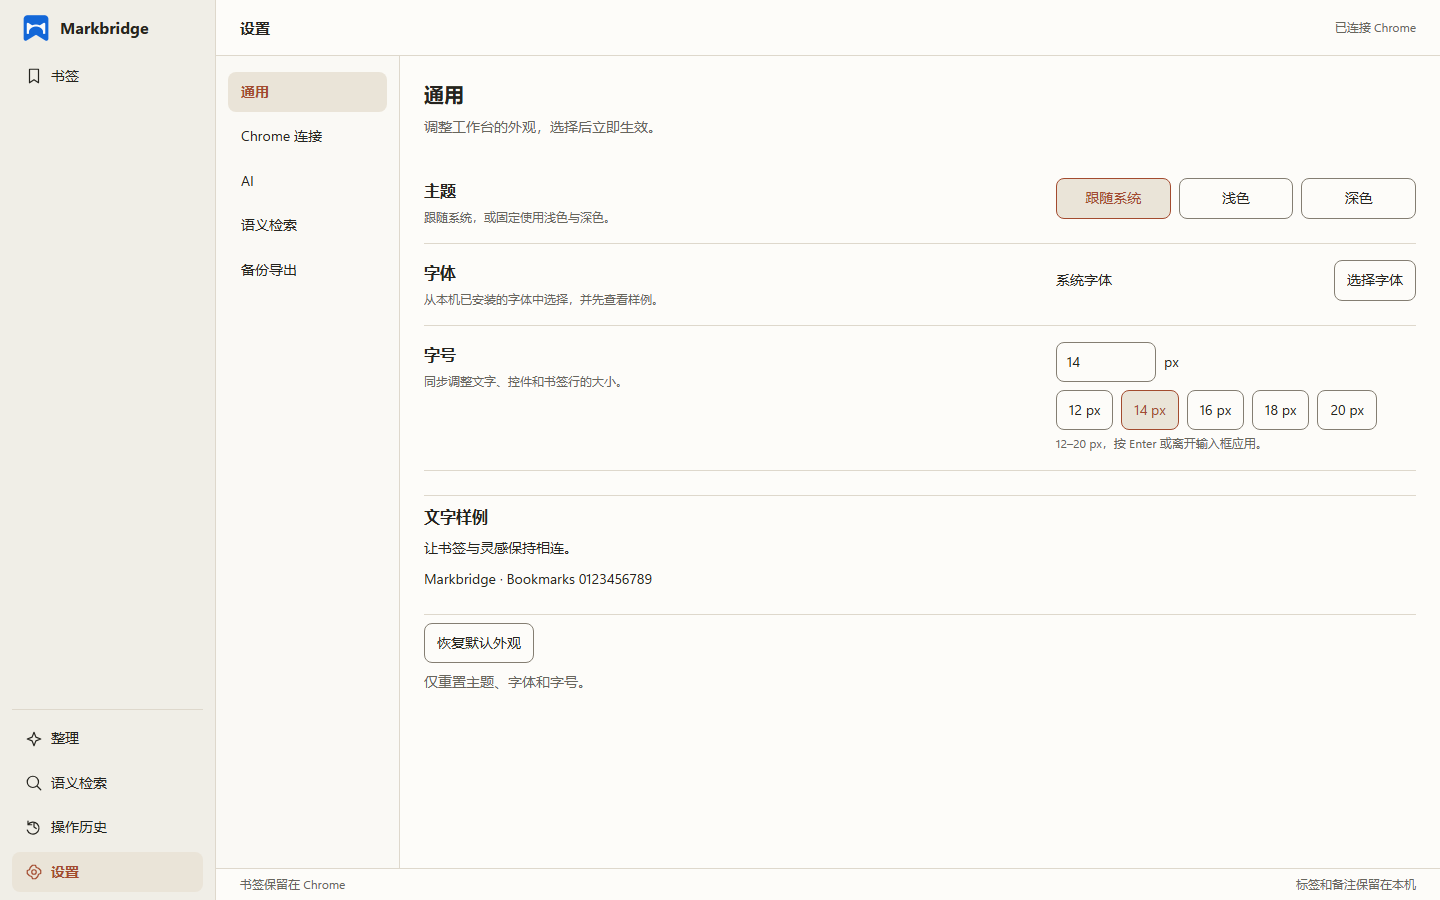 Markbridge
书签
整理
语义检索
操作历史
设置
设置
已连接 Chrome
通用
Chrome 连接
AI
语义检索
备份导出
通用
调整工作台的外观，选择后立即生效。
主题
跟随系统，或固定使用浅色与深色。
跟随系统
浅色
深色
字体
从本机已安装的字体中选择，并先查看样例。
系统字体
选择字体
字号
同步调整文字、控件和书签行的大小。
14 px
12 px
14 px
16 px
18 px
20 px
12–20 px，按 Enter 或离开输入框应用。
文字样例
让书签与灵感保持相连。
Markbridge · Bookmarks 0123456789
恢复默认外观
仅重置主题、字体和字号。
书签保留在 Chrome
标签和备注保留在本机